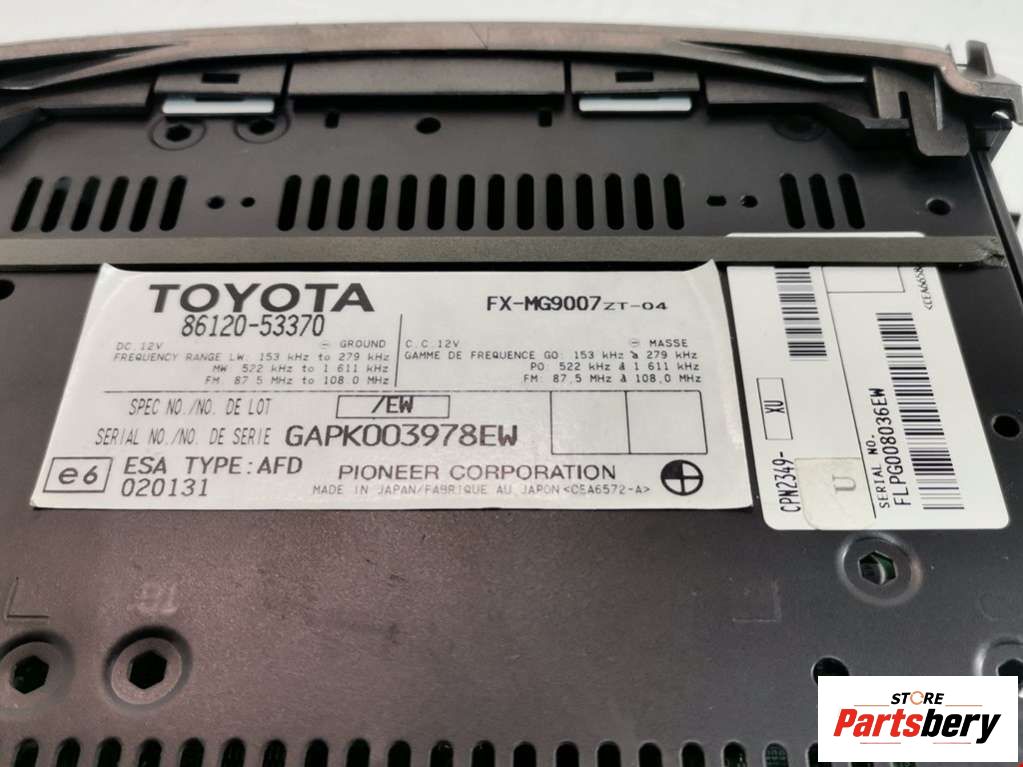 TOYOTA
86120-53370
FX-MG9007ZT-04
DC. 12V ⊖ GROUND
FREQUENCY RANGE LW: 153 kHz to 279 kHz
MW 522 kHz to 1 611 kHz
FM 87.5 MHz to 108.0 MHz
C.C. 12V ⊖ MASSE
GAMME DE FREQUENCE GO: 153 kHz à 279 kHz
PO: 522 kHz à 1 611 kHz
FM: 87.5 MHz à 108.0 MHz
SPEC NO./NO. DE LOT /EW
SERIAL NO./NO. DE SERIE GAPK003978EW
e6 ESA TYPE:AFD
020131
PIONEER CORPORATION
MADE IN JAPAN/FABRIQUE AU JAPON <CEA6572-A>
CPN2349-
XU
U
SERIAL NO.
FLPG008036EW
L
L
STORE
Partsbery